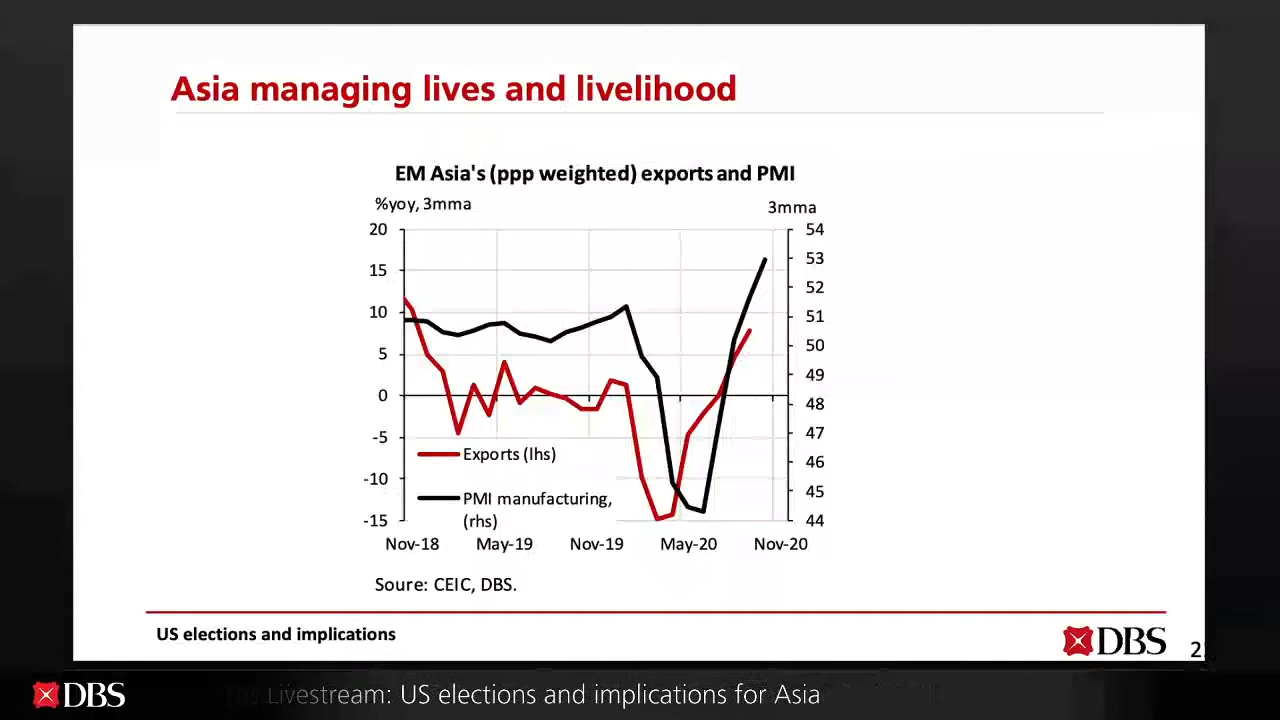 Asia managing lives and livelihood
EM Asia's (ppp weighted) exports and PMI
%yoy, 3mma
3mma
20
15
10
5
0
-5
-10
-15
54
53
52
51
50
49
48
47
46
45
44
Exports (lhs)
PMI manufacturing,
(rhs)
Nov-18 May-19 Nov-19 May-20 Nov-20
Soure: CEIC, DBS.
US elections and implications
DBS
DBS
Livestream: US elections and implications for Asia